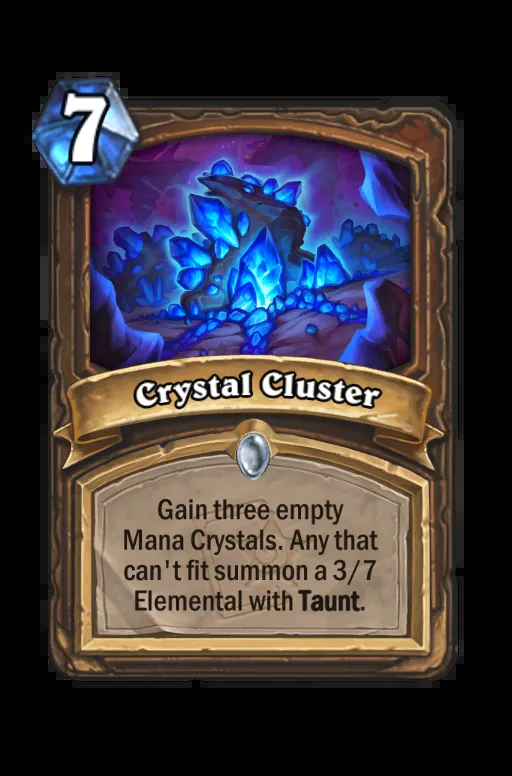 7
Crystal Cluster
Gain three empty
Mana Crystals. Any that
can't fit summon a 3/7
Elemental with Taunt.